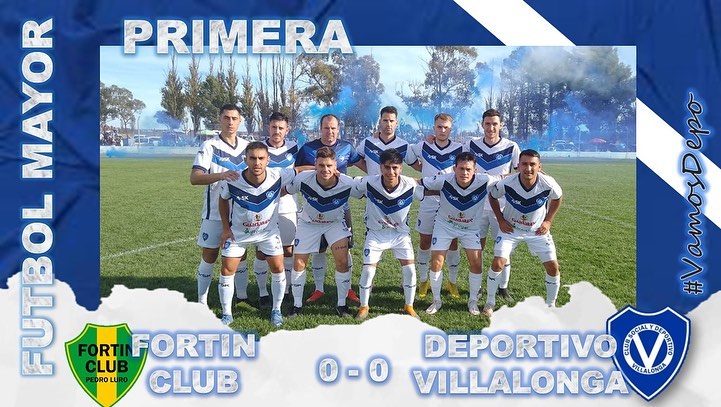 PRIMERA
FUTBOL MAYOR
#VamosDepo
FORTIN
CLUB
PEDRO LURO
FORTIN
CLUB
0 - 0
DEPORTIVO
VILLALONGA
CLUB SOCIAL Y DEPORTIVO
V
VILLALONGA